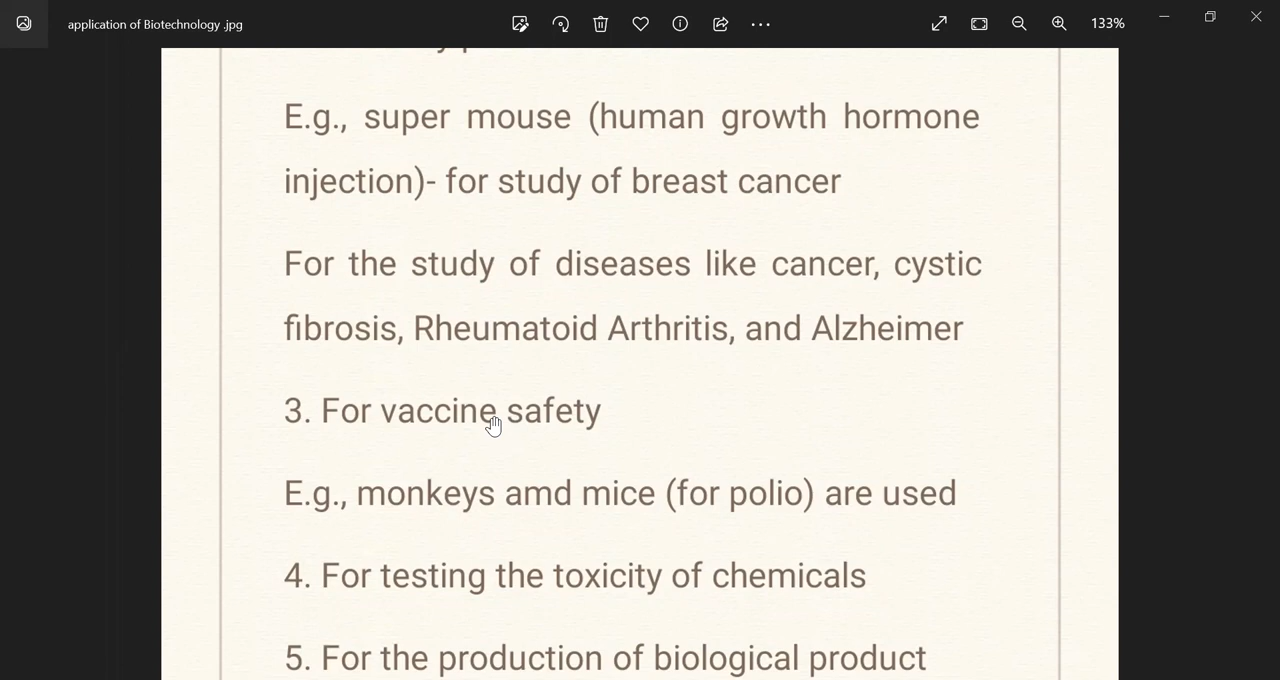 application of Biotechnology .jpg
133%
E.g., super mouse (human growth hormone
injection)- for study of breast cancer
For the study of diseases like cancer, cystic
fibrosis, Rheumatoid Arthritis, and Alzheimer
3. For vaccine safety
E.g., monkeys amd mice (for polio) are used
4. For testing the toxicity of chemicals
5. For the production of biological product